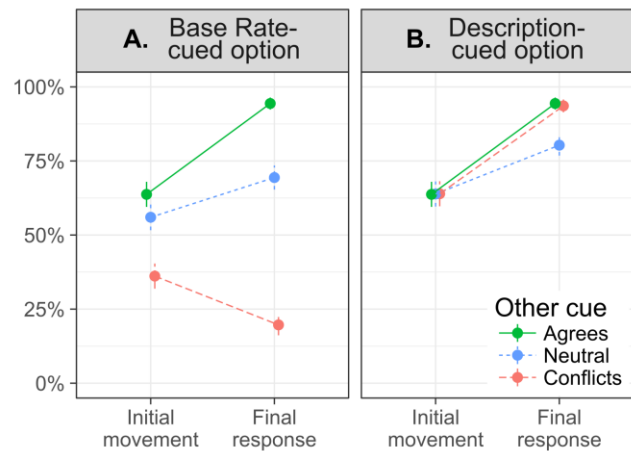 A. Base Rate-
cued option
B. Description-
cued option
100%
75%
50%
25%
0%
Other cue
Agrees
Neutral
Conflicts
Initial
movement
Final
response
Initial
movement
Final
response